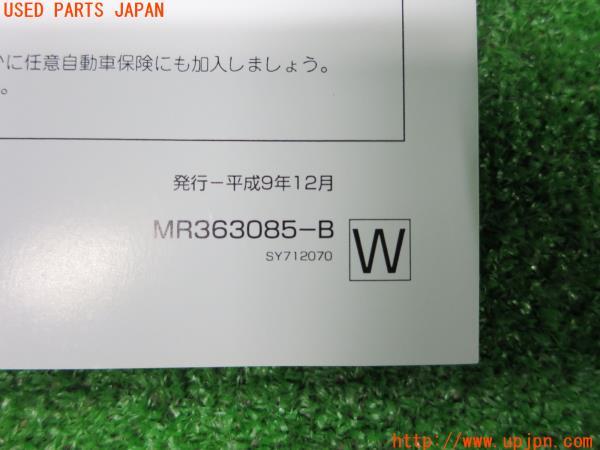 USED PARTS JAPAN
に任意自動車保険にも加入しましょう。
。
発行－平成9年12月
MR363085-B
SY712070
W
http://www.upjpn.com